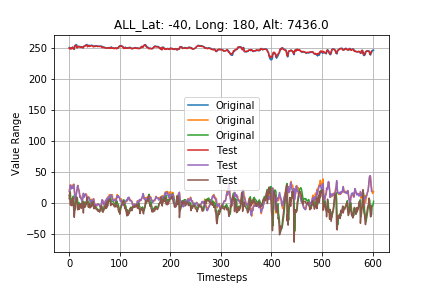 ALL_Lat: -40, Long: 180, Alt: 7436.0
250
200
150
100
50
0
−50
Value Range
Original
Original
Original
Test
Test
Test
0 100 200 300 400 500 600
Timesteps